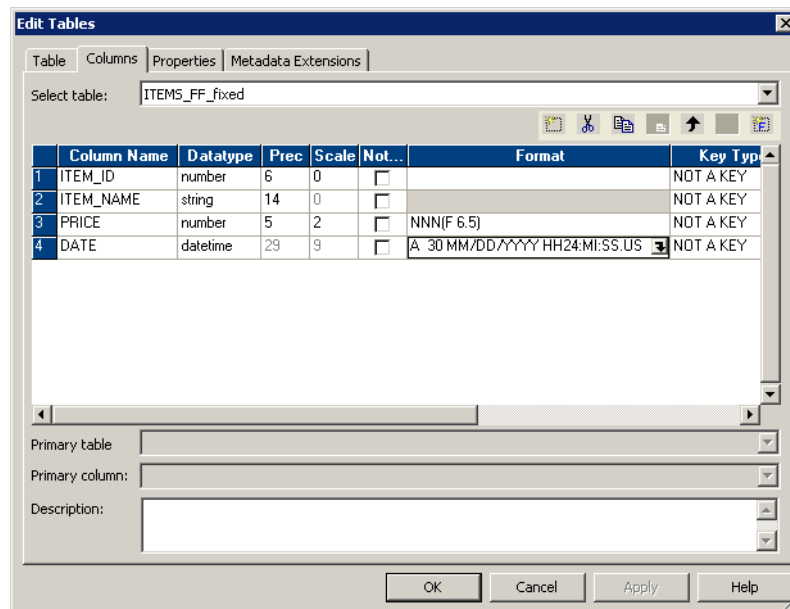 Edit Tables
Table Columns Properties Metadata Extensions
Select table: ITEMS_FF_fixed
Column Name Datatype Prec Scale Not... Format Key Typ
1 ITEM_ID number 6 0 NOT A KEY
2 ITEM_NAME string 14 0 NOT A KEY
3 PRICE number 5 2 NNN(F 6.5) NOT A KEY
4 DATE datetime 29 9 A 30 MM/DD/YYYY HH24:MI:SS.US NOT A KEY
Primary table
Primary column:
Description:
OK Cancel Apply Help